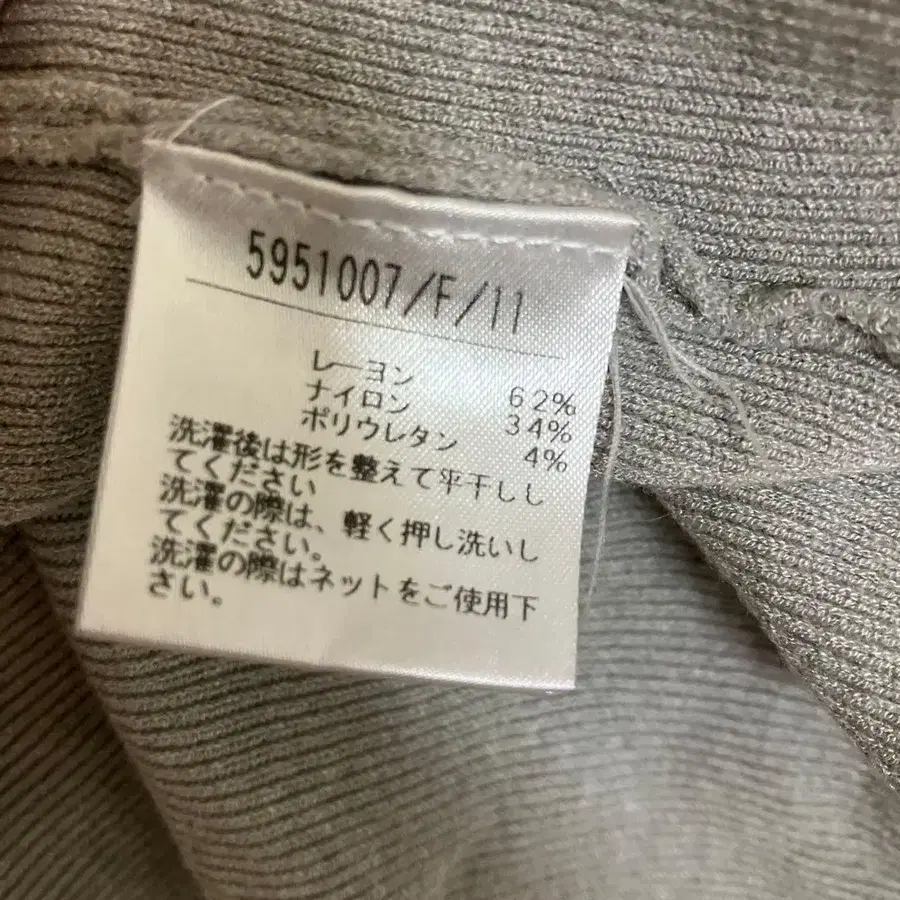 5951007/F/11
レーヨン 62%
ナイロン 34%
ポリウレタン 4%
洗濯後は形を整えて平干しし
てください
洗濯の際は、軽く押し洗いし
てください。
洗濯の際はネットをご使用下
さい。